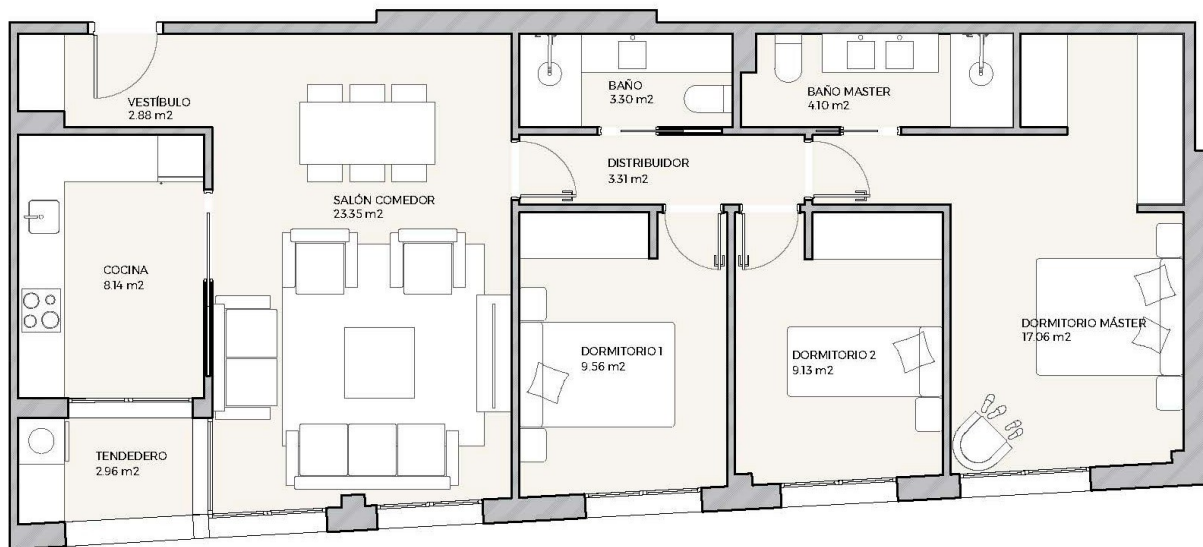 VESTÍBULO
2.88 m2
BAÑO
3.30 m2
BAÑO MASTER
4.10 m2
DISTRIBUIDOR
3.31 m2
SALÓN COMEDOR
23.35 m2
COCINA
8.14 m2
DORMITORIO 1
9.56 m2
DORMITORIO 2
9.13 m2
DORMITORIO MÁSTER
17.06 m2
TENDEDERO
2.96 m2